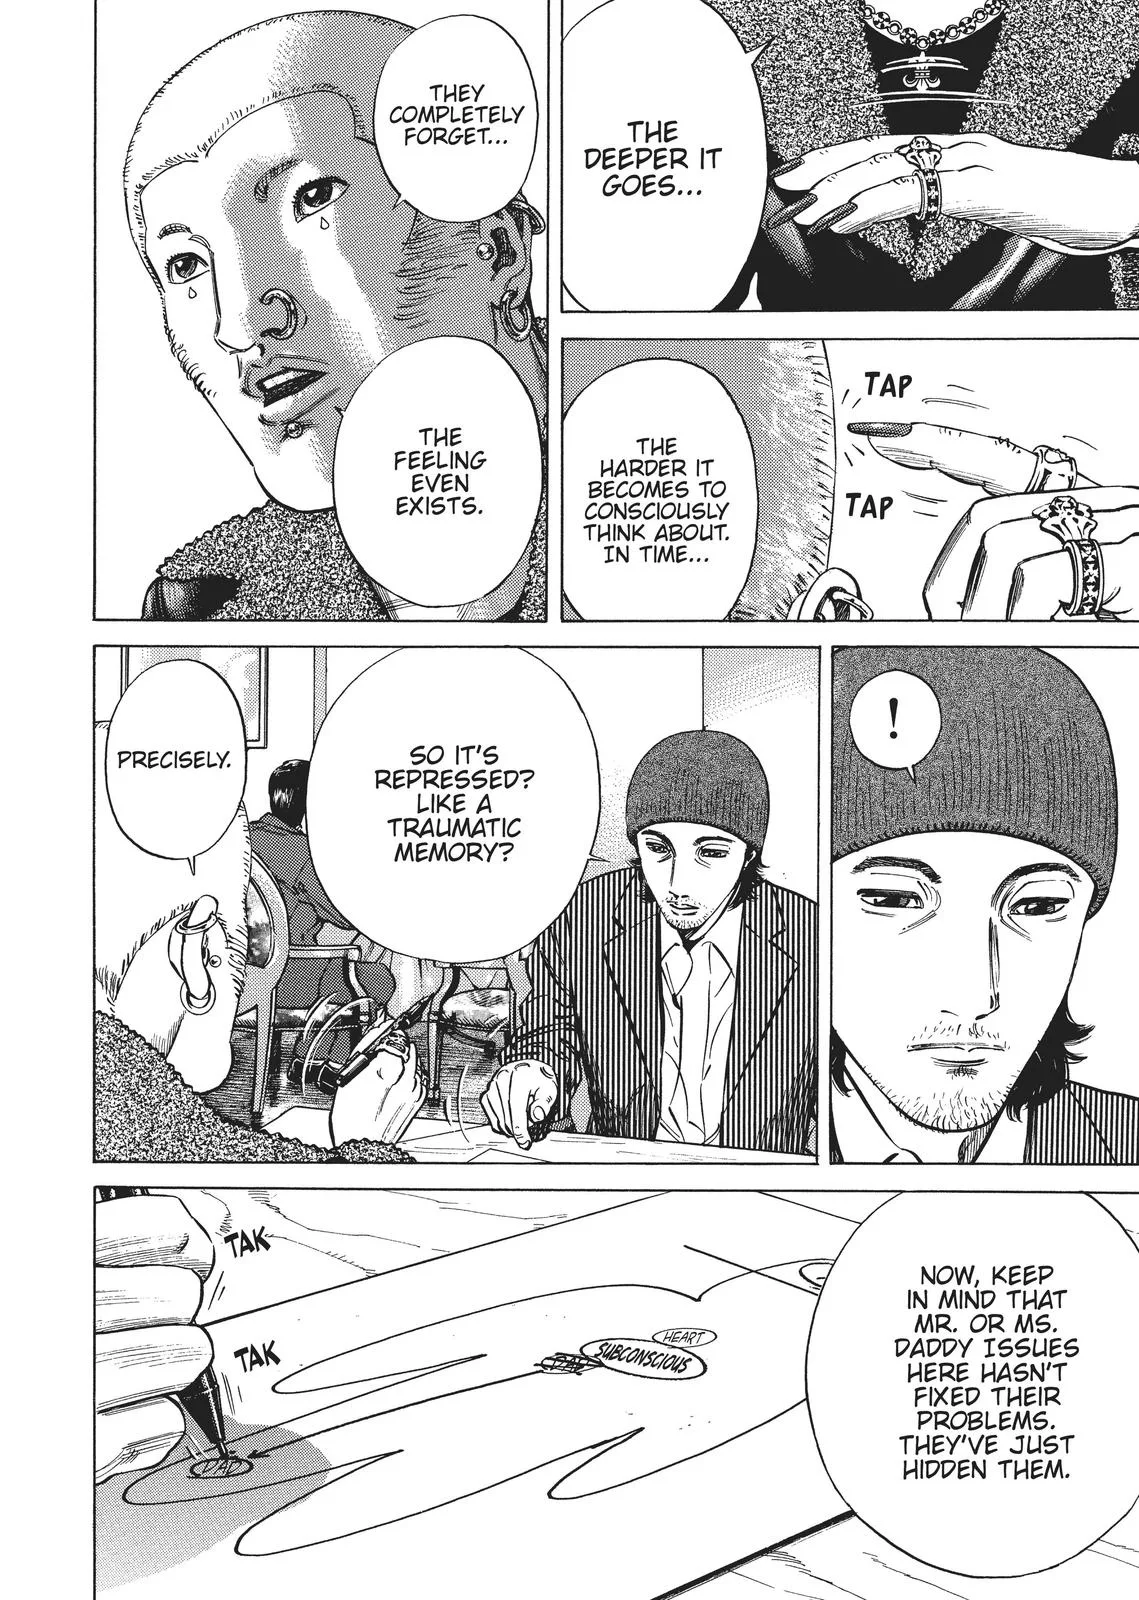 THE
DEEPER IT
GOES...
TAP
TAP
THE
HARDER IT
BECOMES TO
CONSCIOUSLY
THINK ABOUT.
IN TIME...
THEY
COMPLETELY
FORGET...
THE
FEELING
EVEN
EXISTS.
!
SO IT'S
REPRESSED?
LIKE A
TRAUMATIC
MEMORY?
PRECISELY.
NOW, KEEP
IN MIND THAT
MR. OR MS.
DADDY ISSUES
HERE HASN'T
FIXED THEIR
PROBLEMS.
THEY'VE JUST
HIDDEN THEM.
HEART
SUBCONSCIOUS
DAD
TAK
TAK
DAD